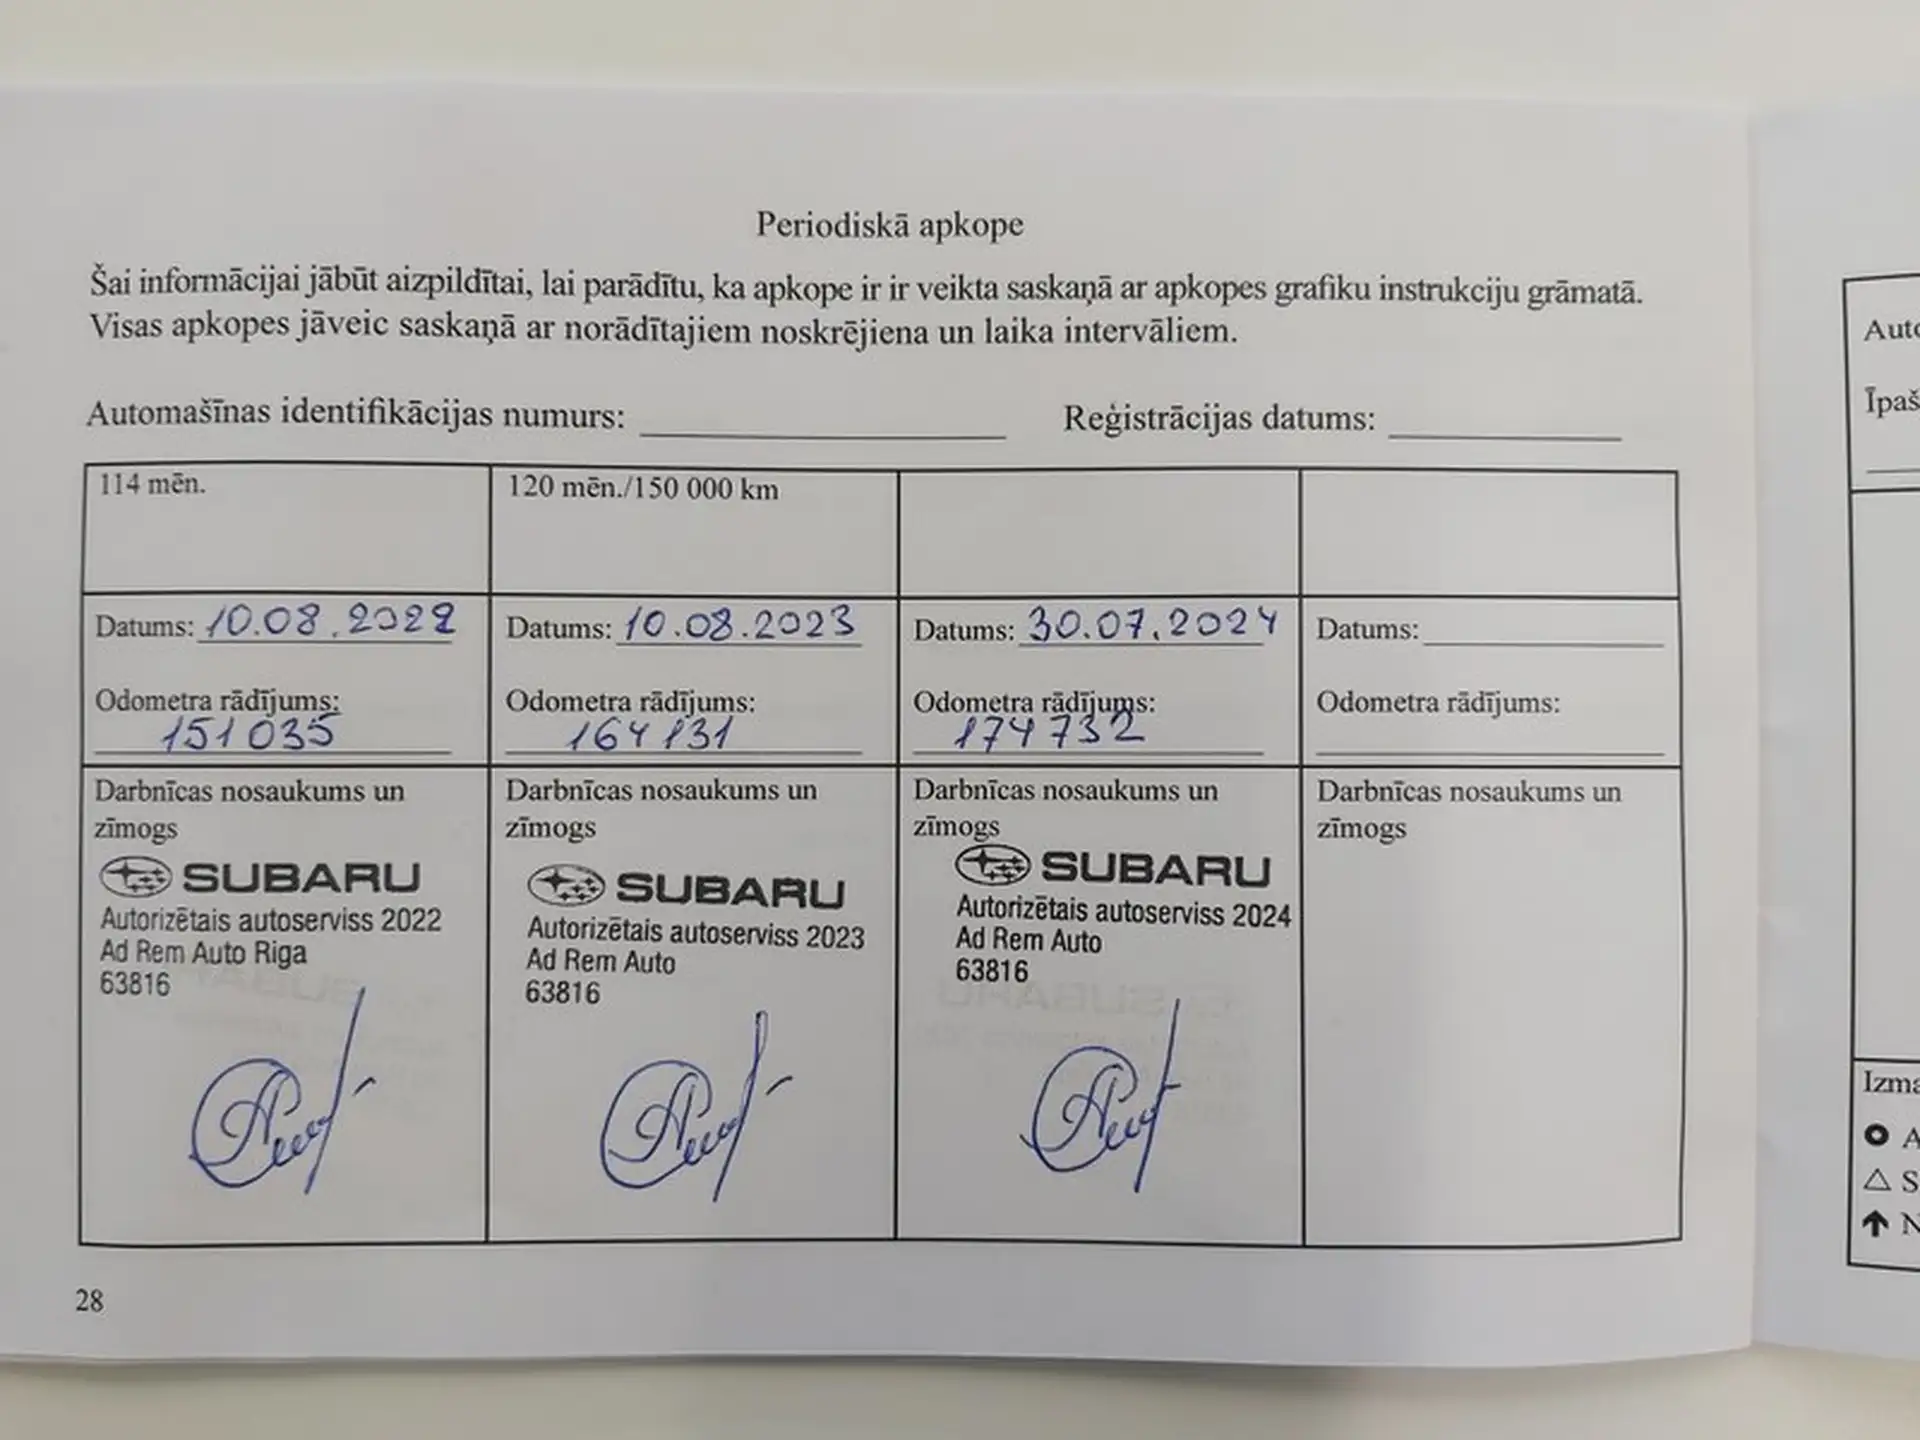 Periodiskā apkope
Šai informācijai jābūt aizpildītai, lai parādītu, ka apkope ir ir veikta saskaņā ar apkopes grafiku instrukciju grāmatā.
Visas apkopes jāveic saskaņā ar norādītajiem noskrējiena un laika intervāliem.
Automašīnas identifikācijas numurs: Reģistrācijas datums:
114 mēn.
Datums: 10.08.2022
Odometra rādījums:
151035
Darbnīcas nosaukums un
zīmogs
SUBARU
Autorizētais autoserviss 2022
Ad Rem Auto Riga
63816
120 mēn./150 000 km
Datums: 10.08.2023
Odometra rādījums:
164131
Darbnīcas nosaukums un
zīmogs
SUBARU
Autorizētais autoserviss 2023
Ad Rem Auto
63816
Datums: 30.07.2024
Odometra rādījums:
174732
Darbnīcas nosaukums un
zīmogs
SUBARU
Autorizētais autoserviss 2024
Ad Rem Auto
63816
Datums:
Odometra rādījums:
Darbnīcas nosaukums un
zīmogs
28